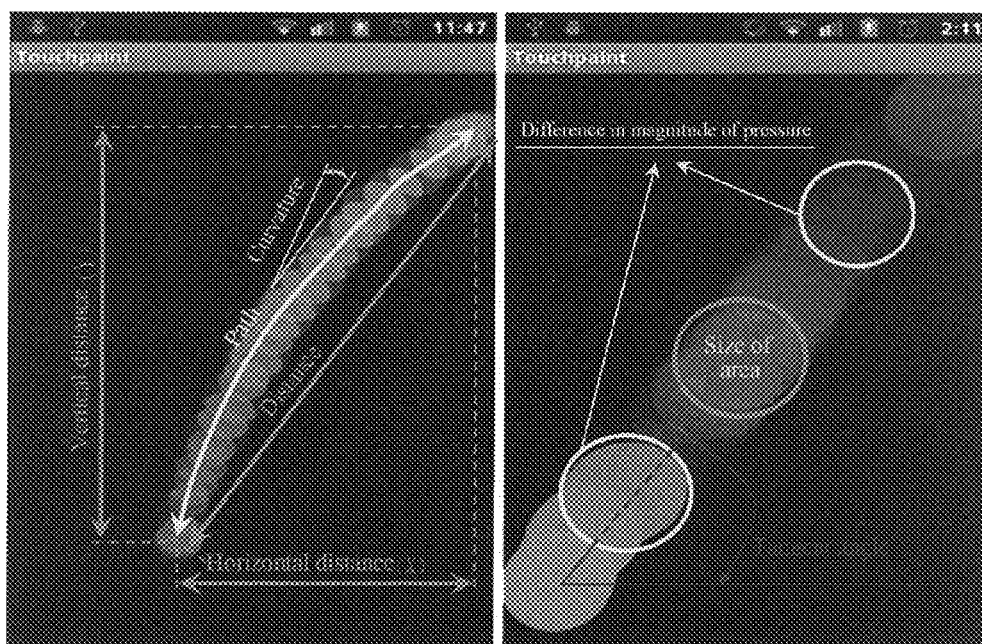 11:47
Touchpaint
Vertical distance
Curvature
Path
Distance
Horizontal distance
2:11
Touchpaint
Difference in magnitude of pressure
Size of
area